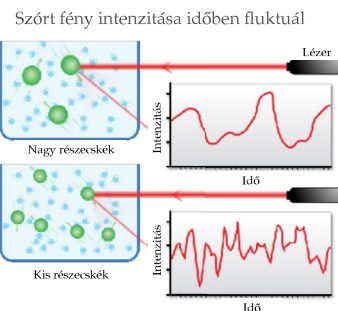 Szórt fény intenzitása időben fluktuál
Lézer
Intenzitás
Nagy részecskék
Idő
Intenzitás
Kis részecskék
Idő